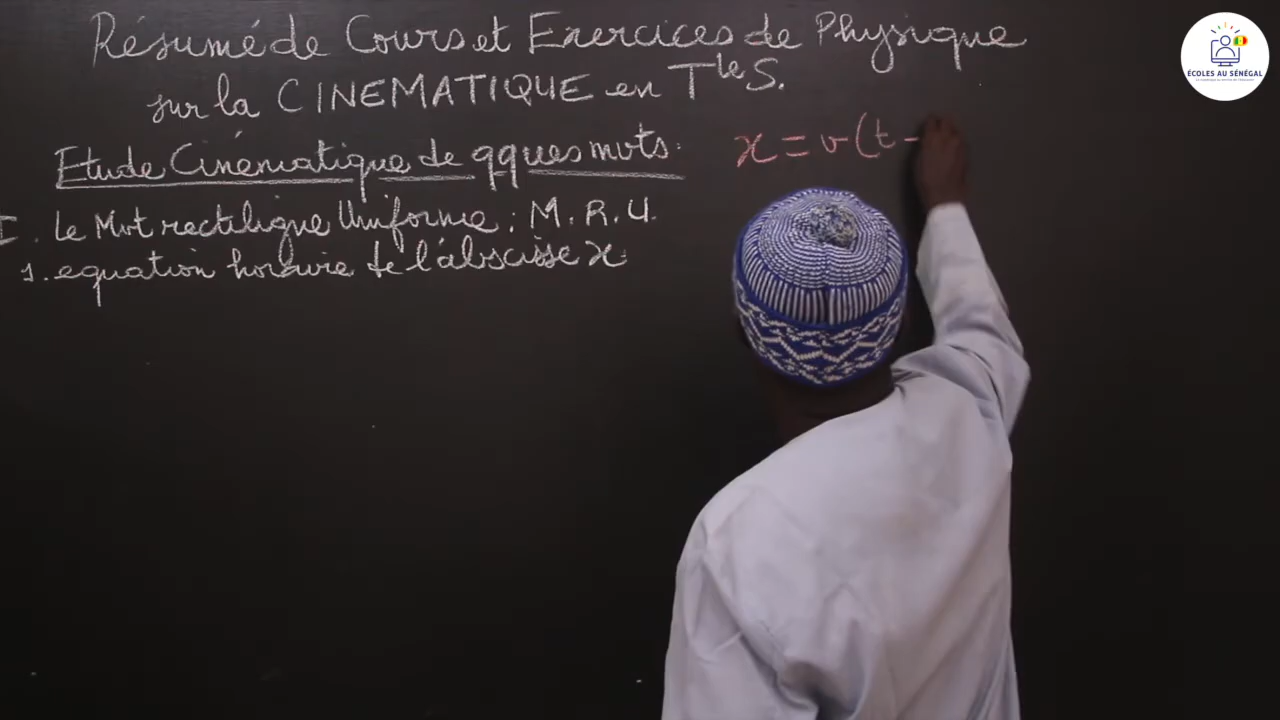 Résumé de Cours et Exercices de Physique
sur la CINEMATIQUE en Tle S.
Etude Cinématique de qques mvts.
I. Le Mvt rectiligne Uniforme : M. R. U.
1. equation horaire de l'abscisse x
x = v(t -
ÉCOLES AU SÉNÉGAL